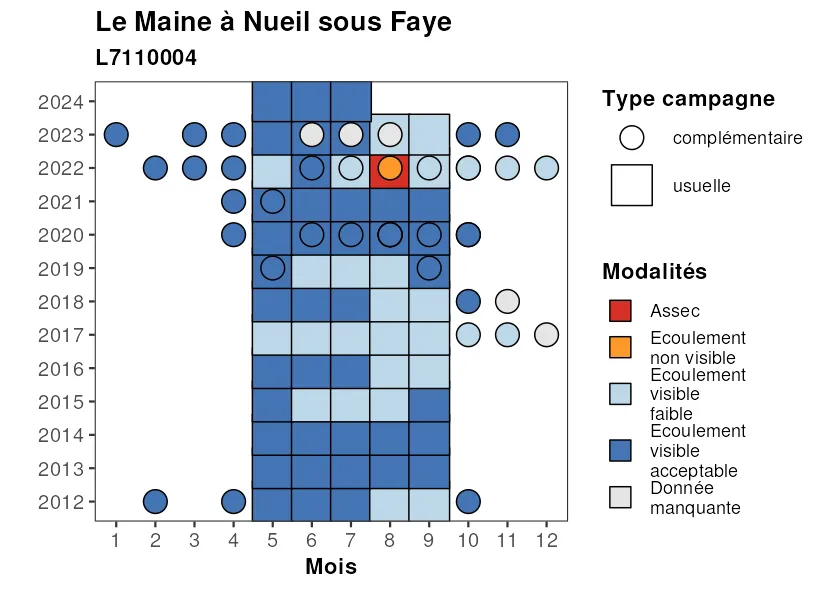 Le Maine à Nueil sous Faye
L7110004
2024
2023
2022
2021
2020
2019
2018
2017
2016
2015
2014
2013
2012
1 2 3 4 5 6 7 8 9 10 11 12
Mois
Type campagne
complémentaire
usuelle
Modalités
Assec
Ecoulement
non visible
Ecoulement
visible
faible
Ecoulement
visible
acceptable
Donnée
manquante